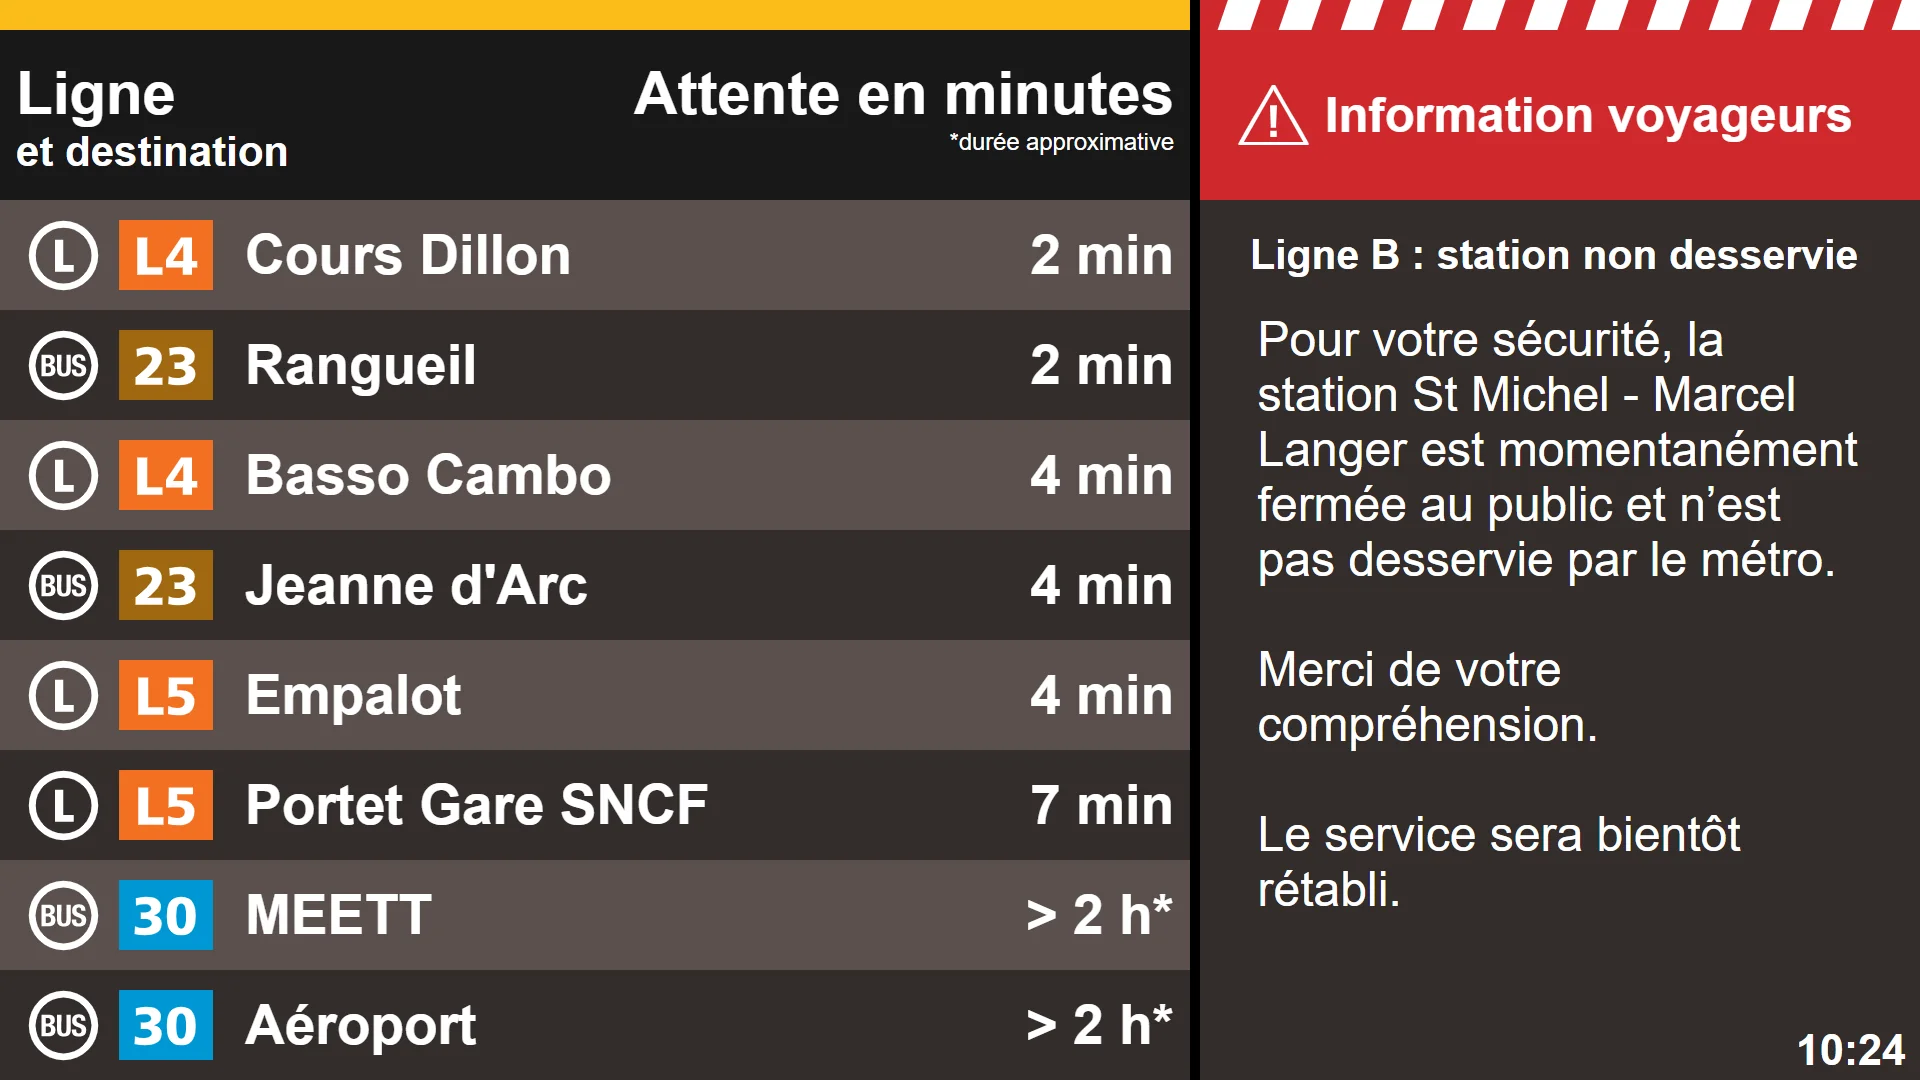 Ligne
et destination
Attente en minutes
*durée approximative
L L4 Cours Dillon 2 min
BUS 23 Rangueil 2 min
L L4 Basso Cambo 4 min
BUS 23 Jeanne d'Arc 4 min
L L5 Empalot 4 min
L L5 Portet Gare SNCF 7 min
BUS 30 MEETT > 2 h*
BUS 30 Aéroport > 2 h*
! Information voyageurs
Ligne B : station non desservie
Pour votre sécurité, la
station St Michel - Marcel
Langer est momentanément
fermée au public et n’est
pas desservie par le métro.
Merci de votre
compréhension.
Le service sera bientôt
rétabli.
10:24